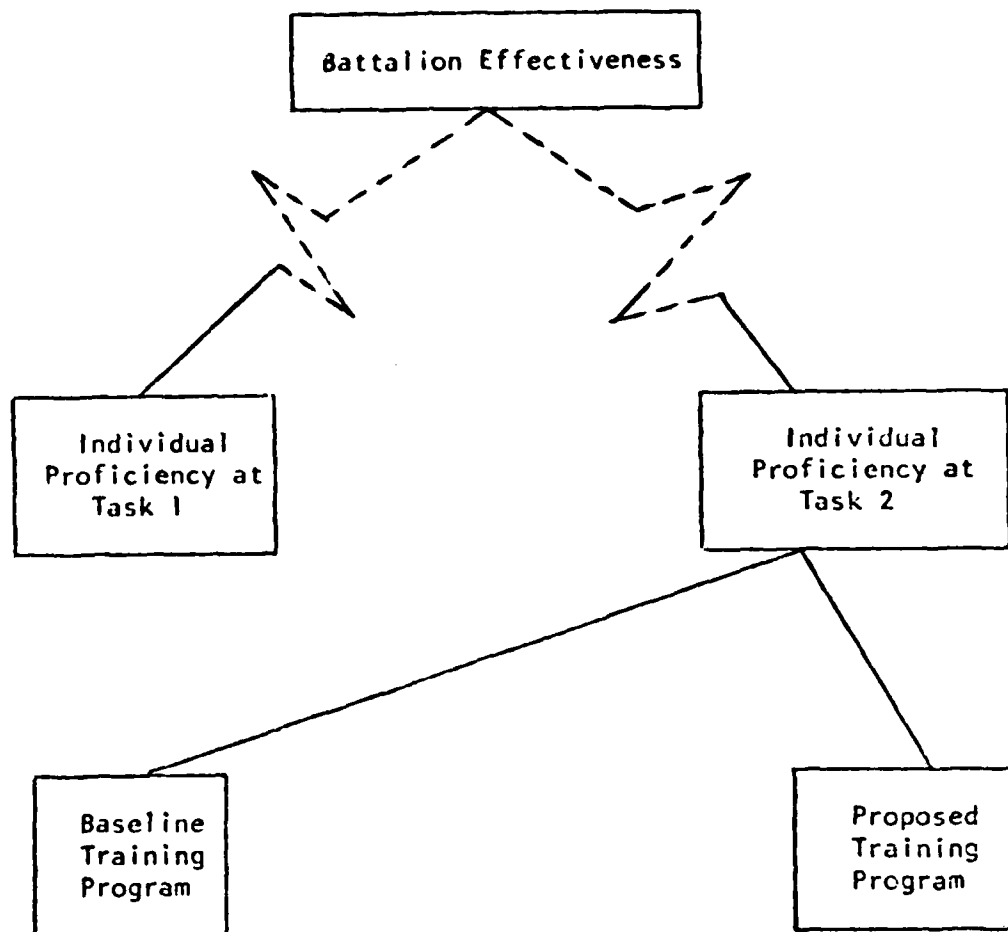 Battalion Effectiveness
Individual
Proficiency at
Task 1
Individual
Proficiency at
Task 2
Baseline
Training
Program
Proposed
Training
Program